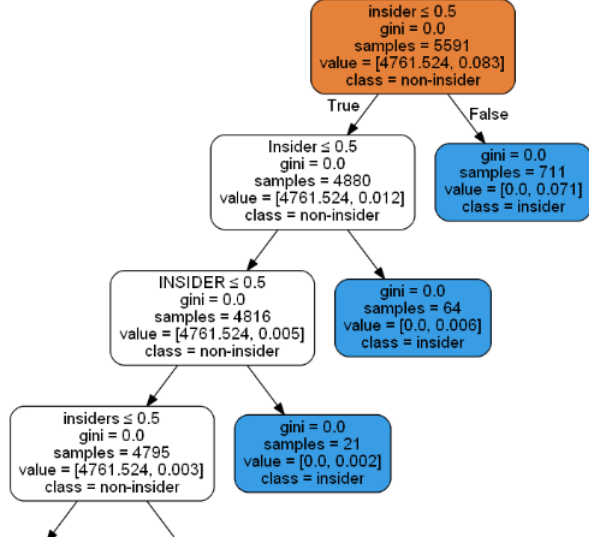 insider ≤ 0.5
gini = 0.0
samples = 5591
value = [4761.524, 0.083]
class = non-insider
True
False
Insider ≤ 0.5
gini = 0.0
samples = 4880
value = [4761.524, 0.012]
class = non-insider
gini = 0.0
samples = 711
value = [0.0, 0.071]
class = insider
INSIDER ≤ 0.5
gini = 0.0
samples = 4816
value = [4761.524, 0.005]
class = non-insider
gini = 0.0
samples = 64
value = [0.0, 0.006]
class = insider
insiders ≤ 0.5
gini = 0.0
samples = 4795
value = [4761.524, 0.003]
class = non-insider
gini = 0.0
samples = 21
value = [0.0, 0.002]
class = insider